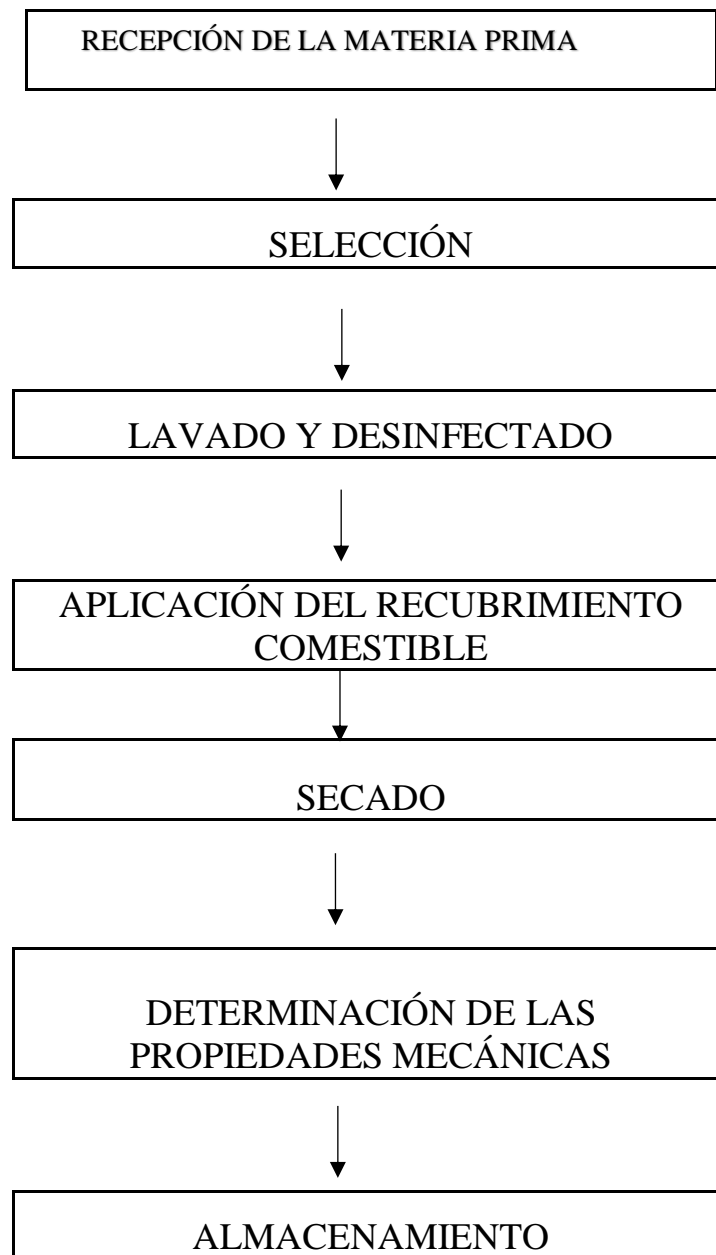 RECEPCIÓN DE LA MATERIA PRIMA
SELECCIÓN
LAVADO Y DESINFECTADO
APLICACIÓN DEL RECUBRIMIENTO
COMESTIBLE
SECADO
DETERMINACIÓN DE LAS
PROPIEDADES MECÁNICAS
ALMACENAMIENTO